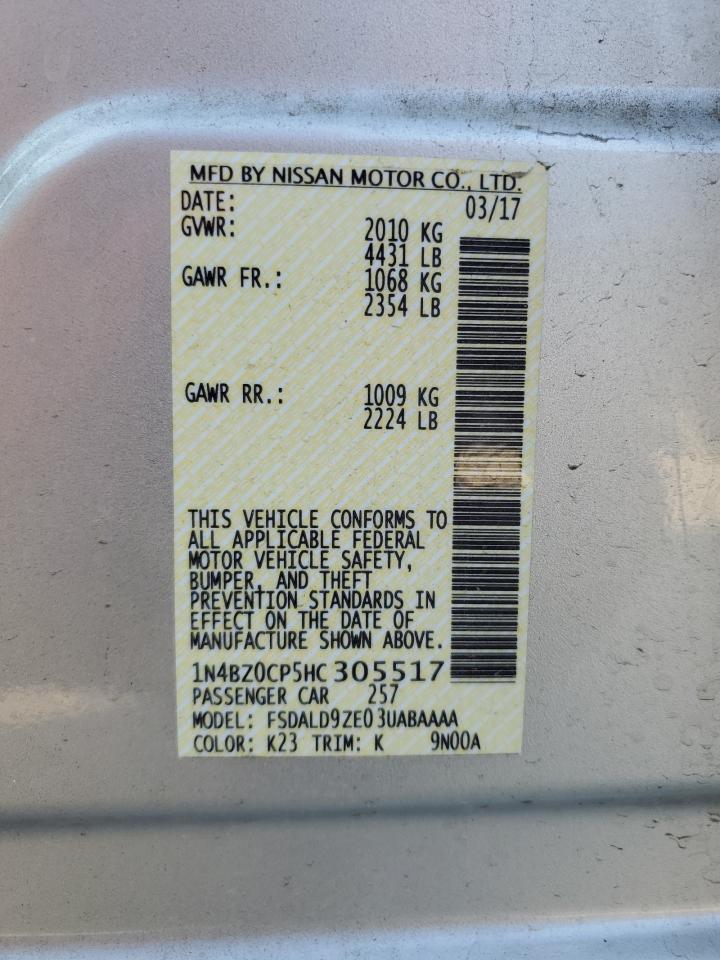 MFD BY NISSAN MOTOR CO., LTD.
DATE: 03/17
GVWR: 2010 KG
4431 LB
GAWR FR.: 1068 KG
2354 LB
GAWR RR.: 1009 KG
2224 LB
THIS VEHICLE CONFORMS TO
ALL APPLICABLE FEDERAL
MOTOR VEHICLE SAFETY,
BUMPER, AND THEFT
PREVENTION STANDARDS IN
EFFECT ON THE DATE OF
MANUFACTURE SHOWN ABOVE.
1N4BZ0CP5HC305517
PASSENGER CAR 257
MODEL: FSDALD9ZE03UABAAAA
COLOR: K23 TRIM: K 9N00A